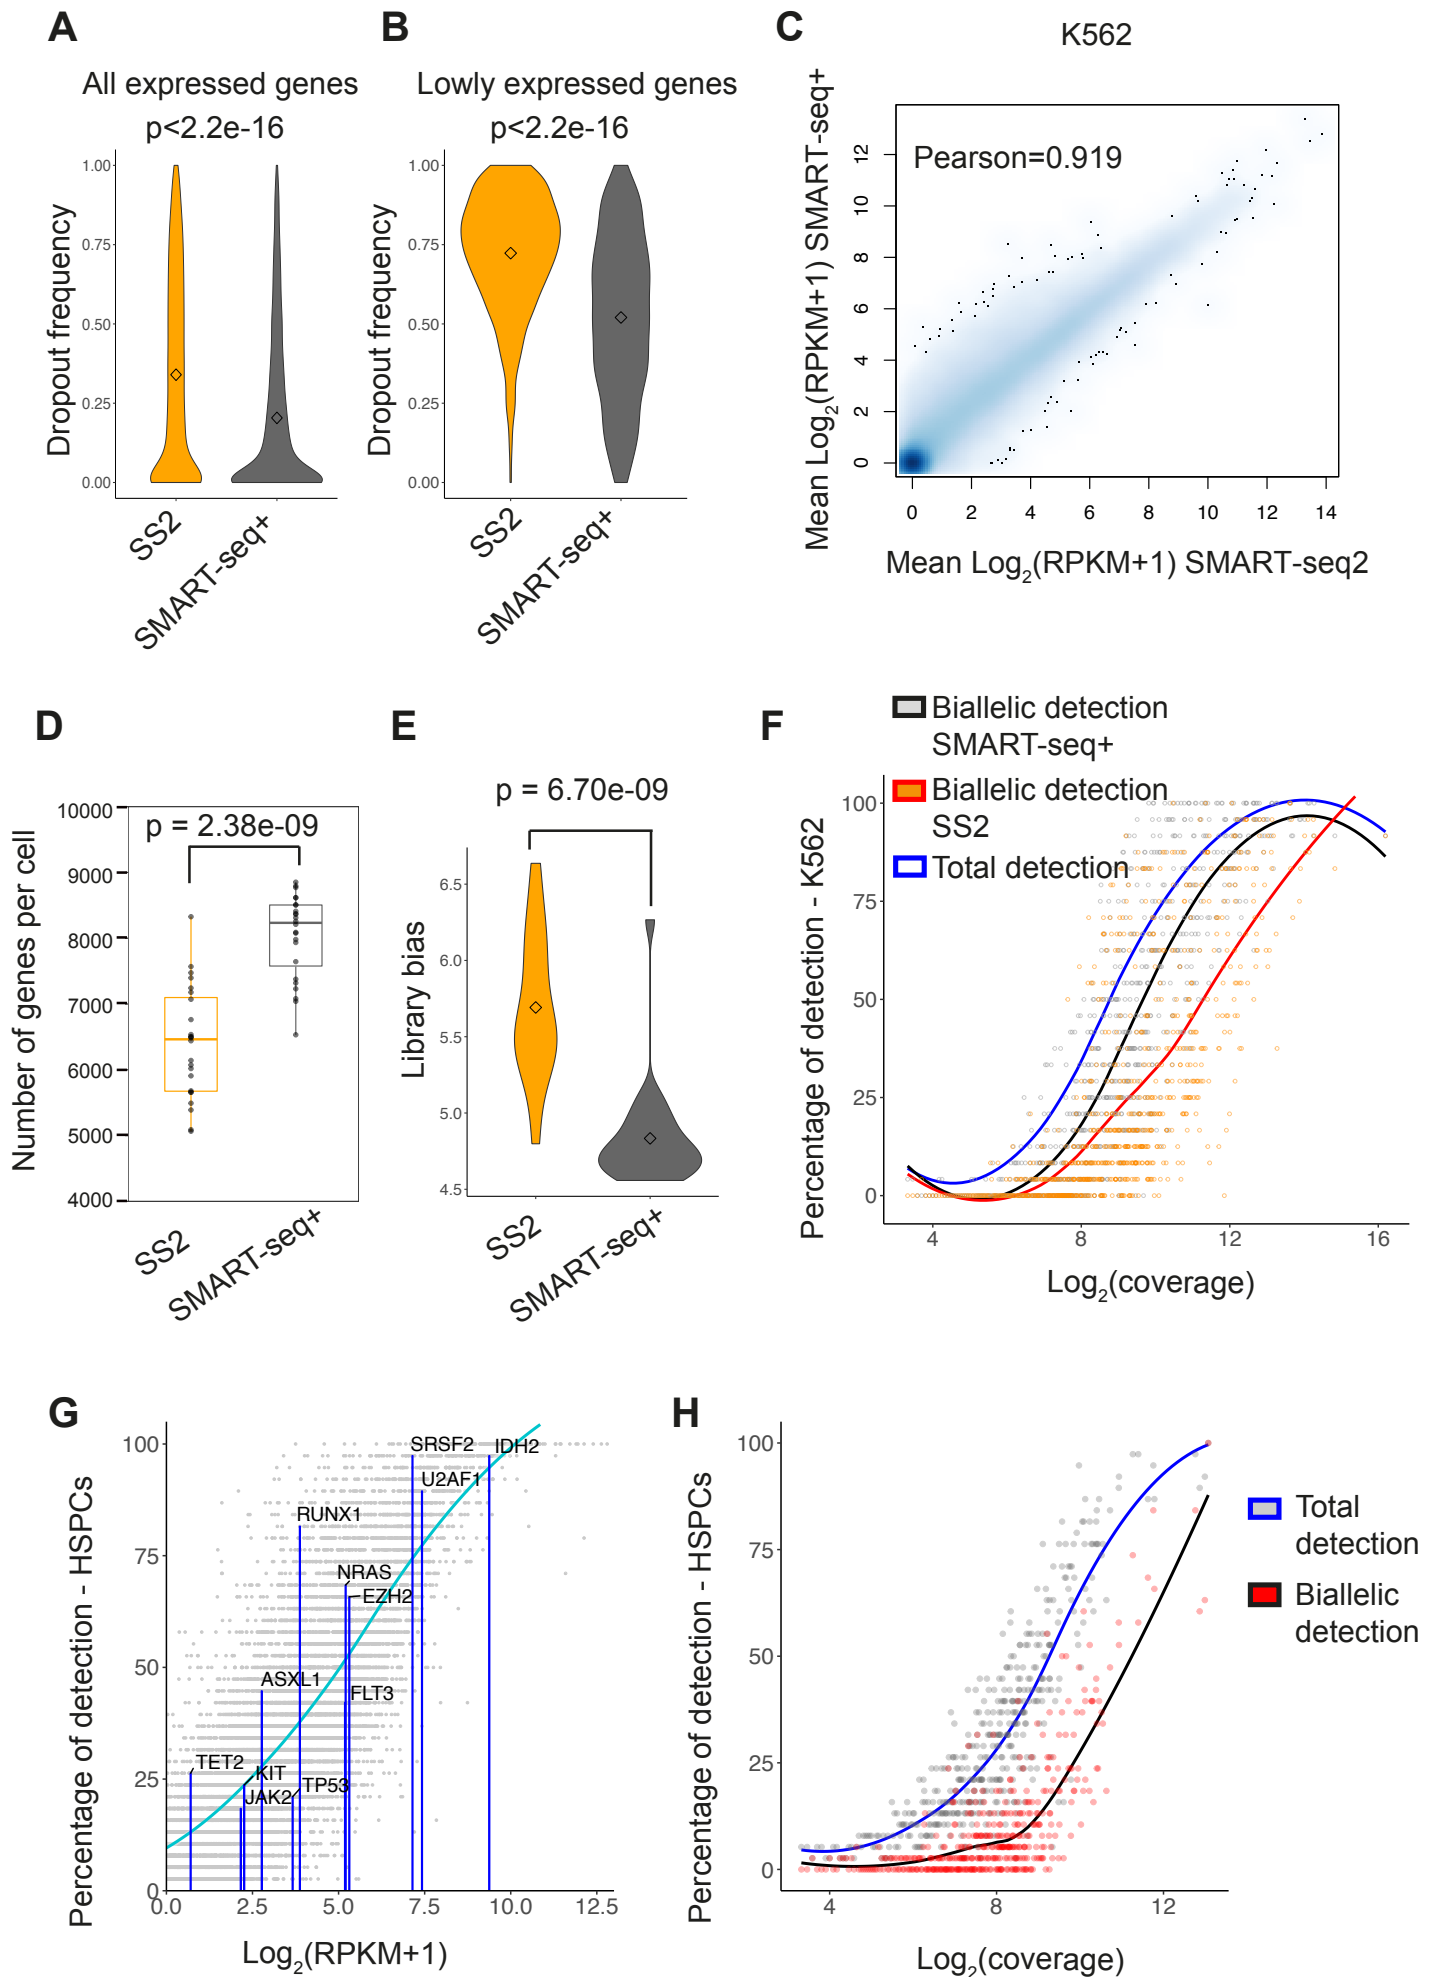 A
All expressed genes
p<2.2e-16
Dropout frequency
1.00
0.75
0.50
0.25
0.00
SS2
SMART-seq+
B
Lowly expressed genes
p<2.2e-16
Dropout frequency
1.00
0.75
0.50
0.25
0.00
SS2
SMART-seq+
C
K562
Pearson=0.919
Mean Log2(RPKM+1) SMART-seq+
12
10
8
6
4
2
0
0 2 4 6 8 10 12 14
Mean Log2(RPKM+1) SMART-seq2
D
p = 2.38e-09
Number of genes per cell
10000
9000
8000
7000
6000
5000
4000
SS2
SMART-seq+
E
p = 6.70e-09
Library bias
6.5
6.0
5.5
5.0
4.5
SS2
SMART-seq+
F
Biallelic detection
SMART-seq+
Biallelic detection
SS2
Total detection
Percentage of detection - K562
100
75
50
25
0
4 8 12 16
Log2(coverage)
G
Percentage of detection - HSPCs
100
75
50
25
0
SRSF2
IDH2
U2AF1
RUNX1
NRAS
EZH2
ASXL1
FLT3
TET2
KIT
TP53
JAK2
0.0 2.5 5.0 7.5 10.0 12.5
Log2(RPKM+1)
H
Percentage of detection - HSPCs
100
75
50
25
0
4 8 12
Log2(coverage)
Total
detection
Biallelic
detection